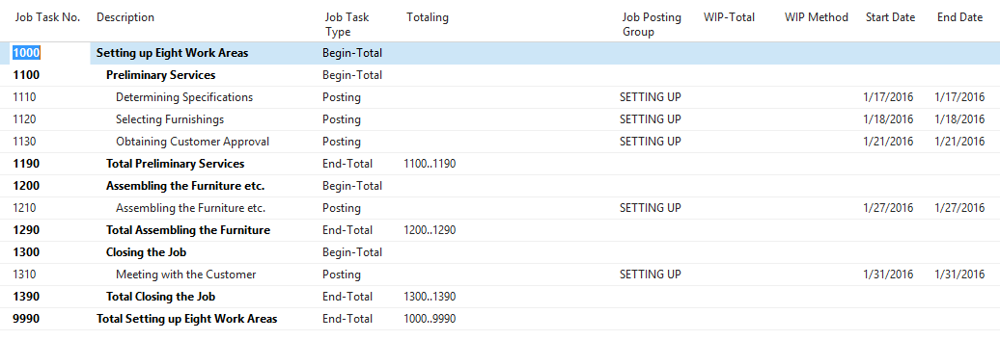 Job Task No. Description Job Task Type Totaling Job Posting Group WIP-Total WIP Method Start Date End Date
1000 Setting up Eight Work Areas Begin-Total
1100 Preliminary Services Begin-Total
1110 Determining Specifications Posting SETTING UP 1/17/2016 1/17/2016
1120 Selecting Furnishings Posting SETTING UP 1/18/2016 1/18/2016
1130 Obtaining Customer Approval Posting SETTING UP 1/21/2016 1/21/2016
1190 Total Preliminary Services End-Total 1100..1190
1200 Assembling the Furniture etc. Begin-Total
1210 Assembling the Furniture etc. Posting SETTING UP 1/27/2016 1/27/2016
1290 Total Assembling the Furniture End-Total 1200..1290
1300 Closing the Job Begin-Total
1310 Meeting with the Customer Posting SETTING UP 1/31/2016 1/31/2016
1390 Total Closing the Job End-Total 1300..1390
9990 Total Setting up Eight Work Areas End-Total 1000..9990